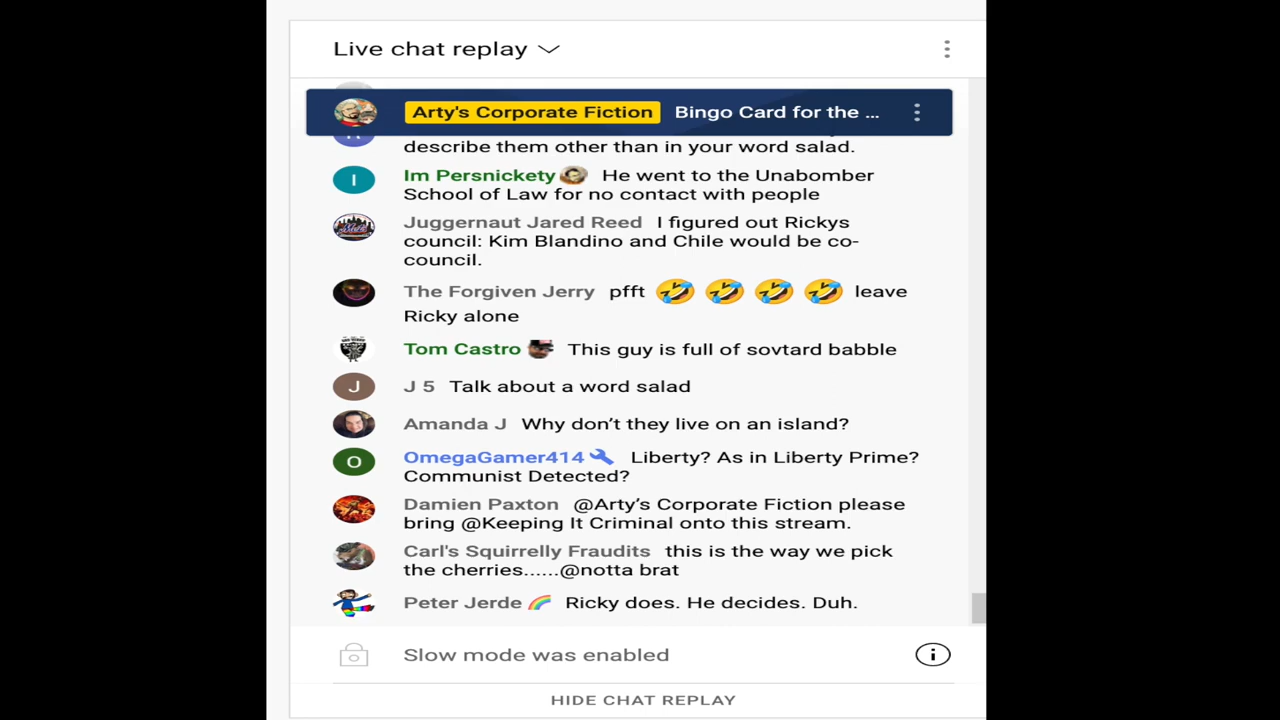 Live chat replay
Arty's Corporate Fiction Bingo Card for the ...
describe them other than in your word salad.
I Im Persnickety He went to the Unabomber
School of Law for no contact with people
Juggernaut Jared Reed I figured out Rickys
council: Kim Blandino and Chile would be co-
council.
The Forgiven Jerry pfft 🤣 🤣 🤣 🤣 leave
Ricky alone
Tom Castro This guy is full of sovtard babble
J J 5 Talk about a word salad
Amanda J Why don’t they live on an island?
O OmegaGamer414 Liberty? As in Liberty Prime?
Communist Detected?
Damien Paxton @Arty’s Corporate Fiction please
bring @Keeping It Criminal onto this stream.
Carl's Squirrelly Fraudits this is the way we pick
the cherries......@notta brat
Peter Jerde 🌈 Ricky does. He decides. Duh.
Slow mode was enabled
HIDE CHAT REPLAY